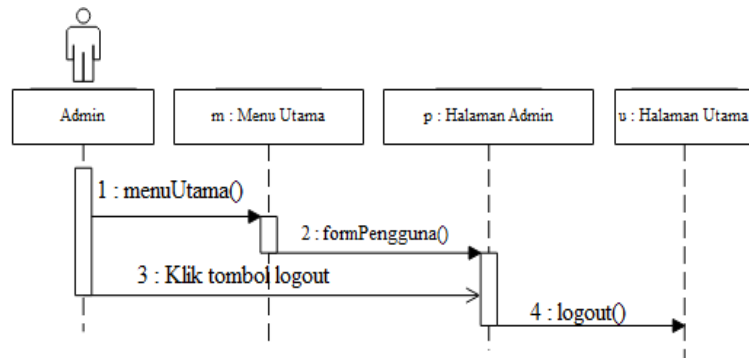 Admin
m : Menu Utama
p : Halaman Admin
u : Halaman Utama
1 : menuUtama()
2 : formPengguna()
3 : Klik tombol logout
4 : logout()